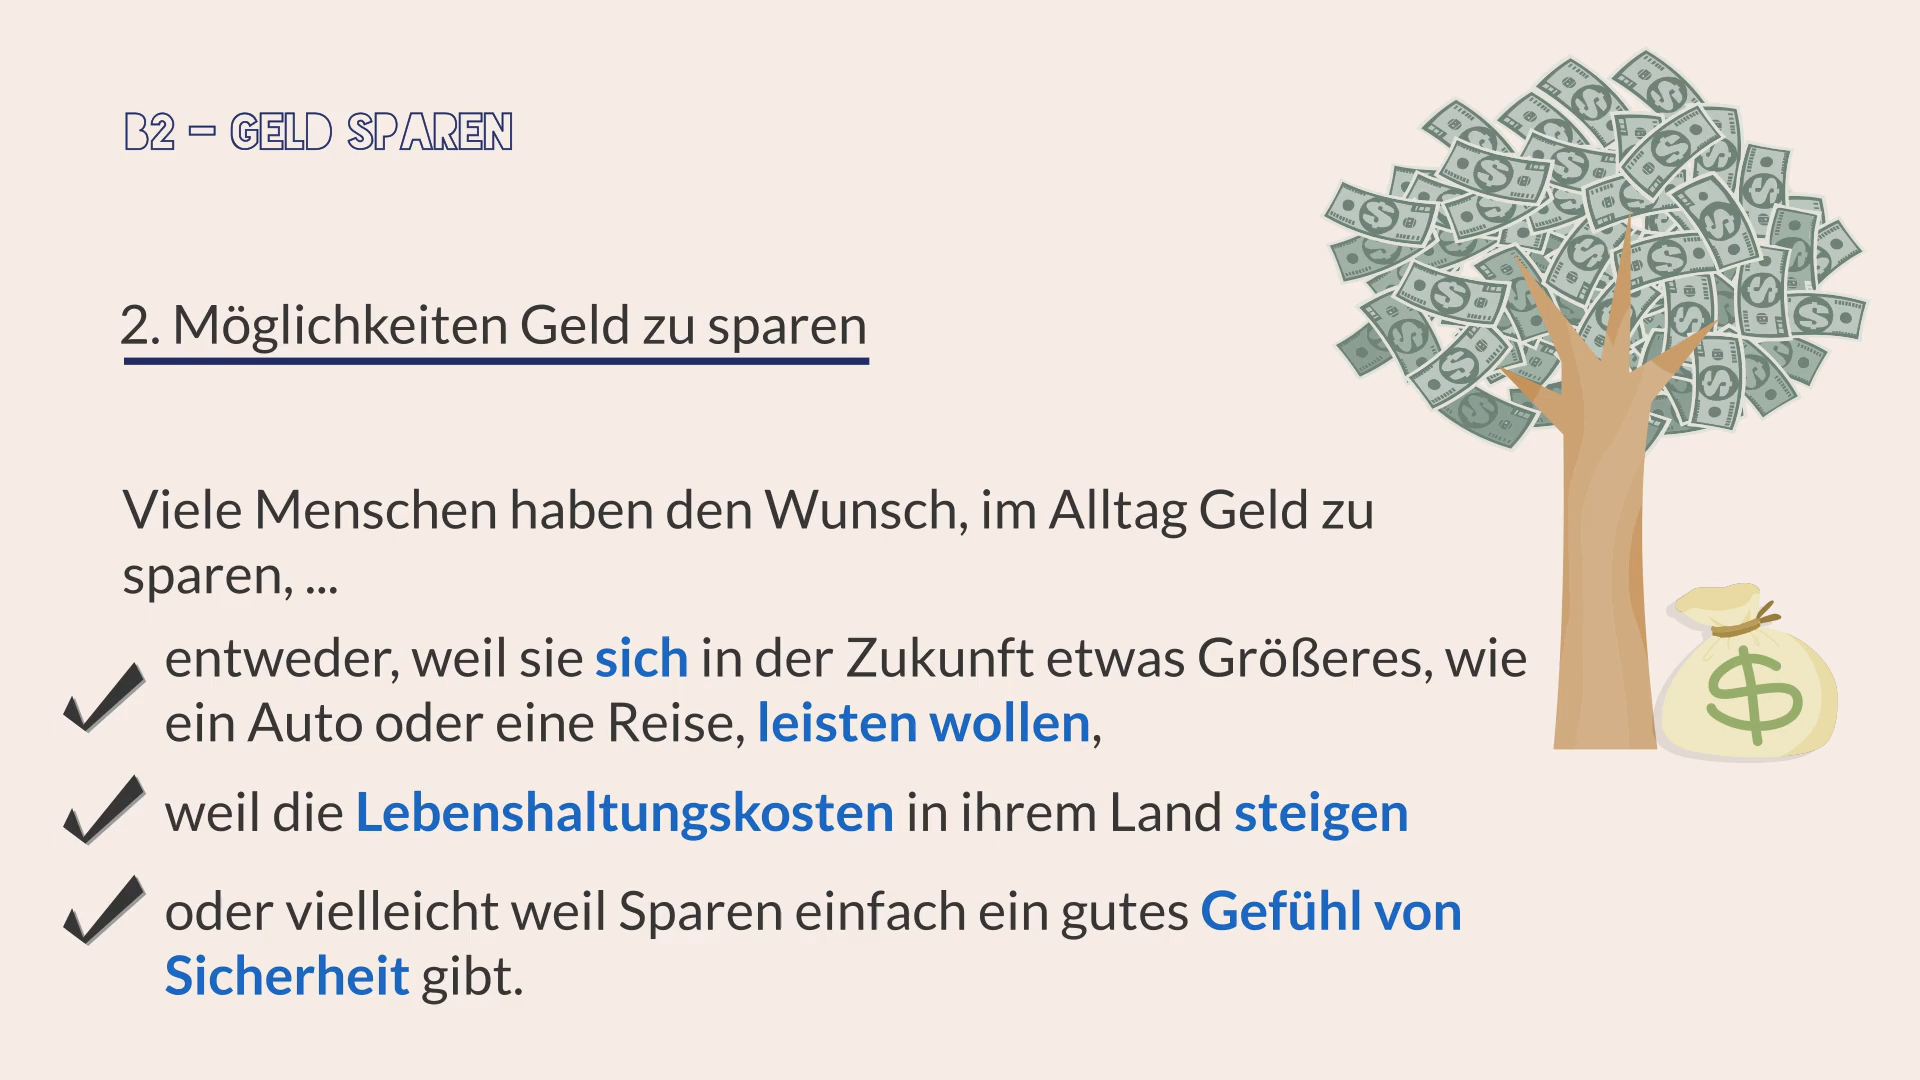 B2 – GELD SPAREN
2. Möglichkeiten Geld zu sparen
Viele Menschen haben den Wunsch, im Alltag Geld zu
sparen, ...
entweder, weil sie sich in der Zukunft etwas Größeres, wie
ein Auto oder eine Reise, leisten wollen,
weil die Lebenshaltungskosten in ihrem Land steigen
oder vielleicht weil Sparen einfach ein gutes Gefühl von
Sicherheit gibt.